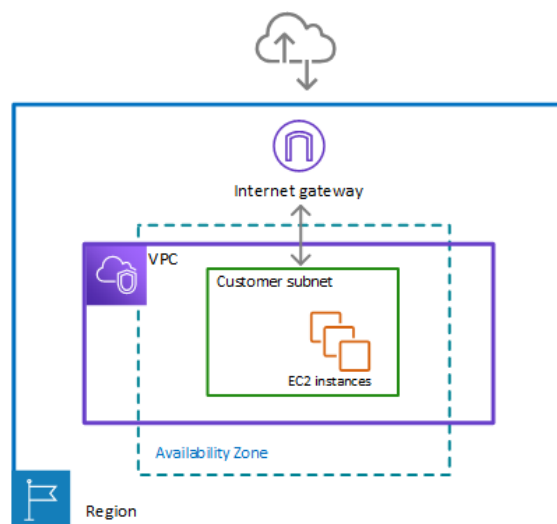 Internet gateway
VPC
Customer subnet
EC2 instances
Availability Zone
Region